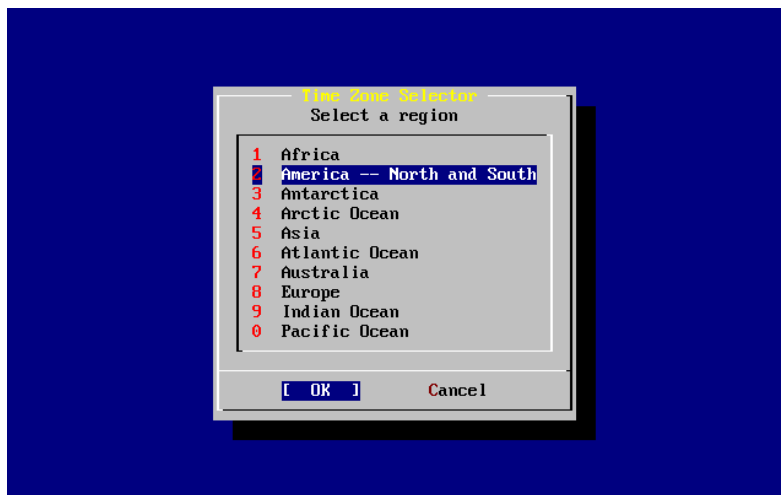 Time Zone Selector
Select a region
1 Africa
2 America -- North and South
3 Antarctica
4 Arctic Ocean
5 Asia
6 Atlantic Ocean
7 Australia
8 Europe
9 Indian Ocean
0 Pacific Ocean
[ OK ] Cancel